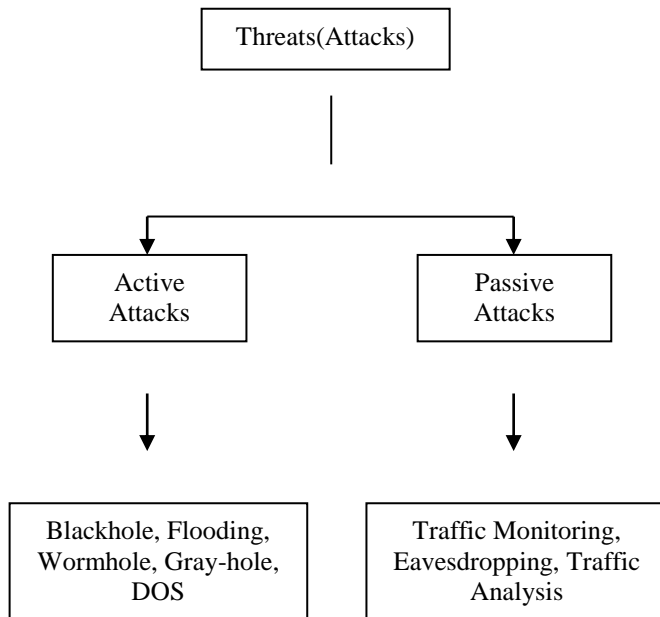 Threats(Attacks)
Active
Attacks
Passive
Attacks
Blackhole, Flooding,
Wormhole, Gray-hole,
DOS
Traffic Monitoring,
Eavesdropping, Traffic
Analysis